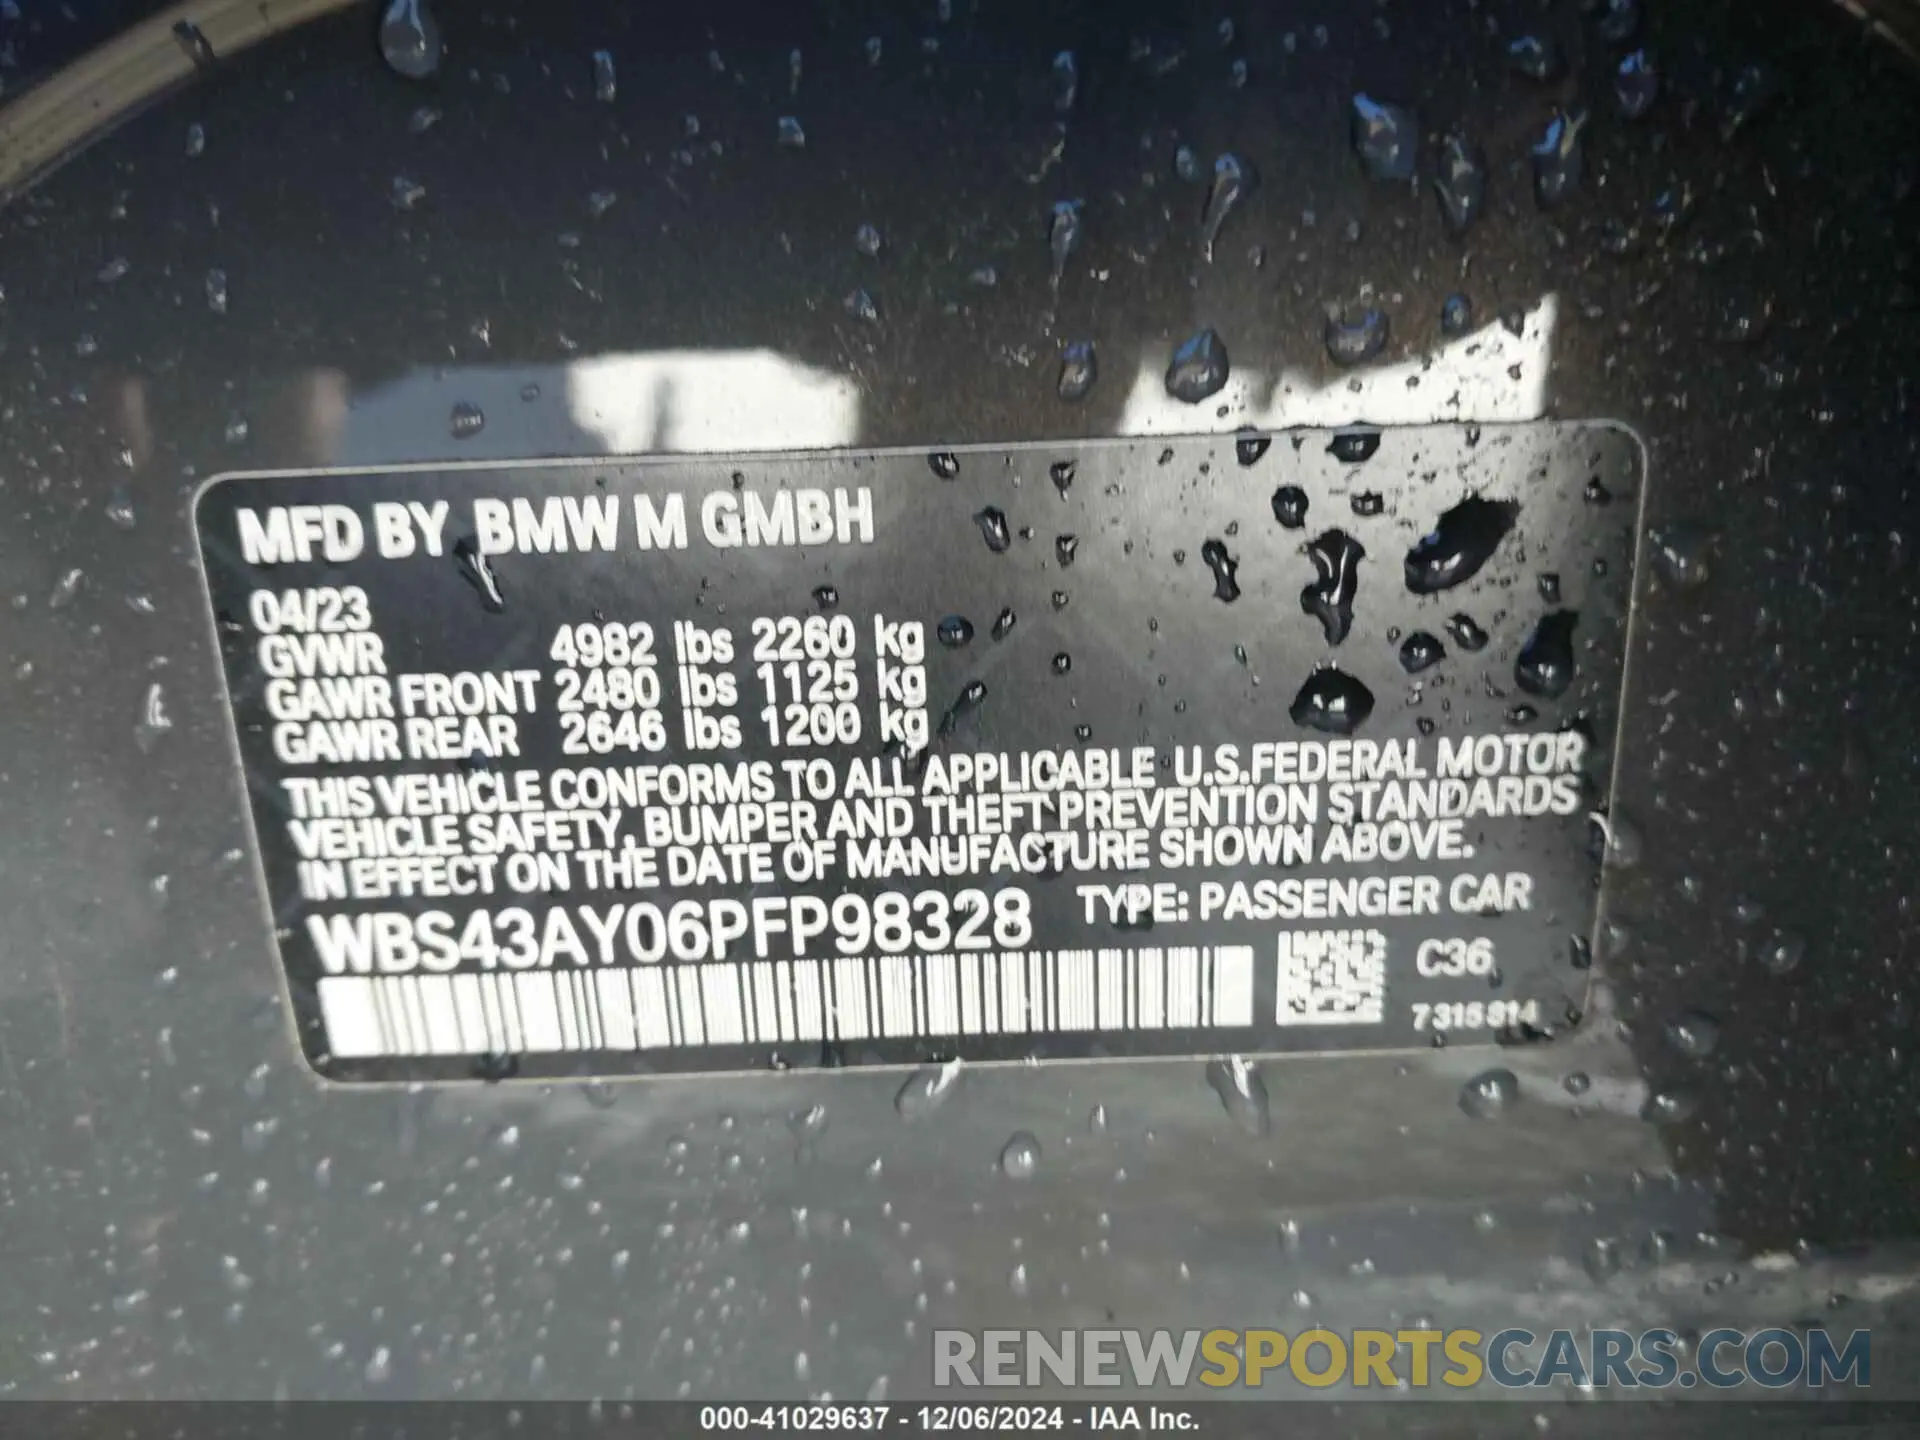 MFD BY BMW M GMBH
04/23
GVWR 4982 lbs 2260 kg
GAWR FRONT 2480 lbs 1125 kg
GAWR REAR 2646 lbs 1200 kg
THIS VEHICLE CONFORMS TO ALL APPLICABLE U.S.FEDERAL MOTOR
VEHICLE SAFETY, BUMPER AND THEFT PREVENTION STANDARDS
IN EFFECT ON THE DATE OF MANUFACTURE SHOWN ABOVE.
WBS43AY06PFP98328 TYPE: PASSENGER CAR
C36
7315814
RENEWSPORTSCARS.COM
000-41029637 - 12/06/2024 - IAA Inc.